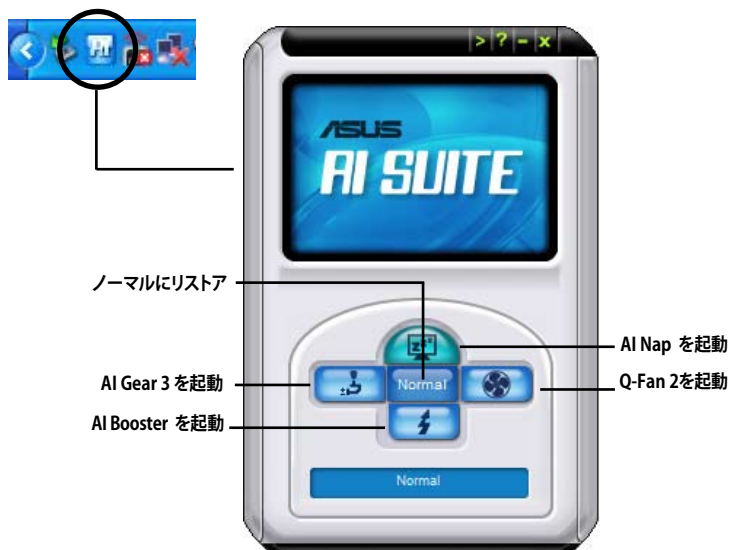 > ? - x
ASUS
AI SUITE
ノーマルにリストア
AI Nap を起動
AI Gear 3 を起動
Normal
Q-Fan 2を起動
AI Booster を起動
Normal